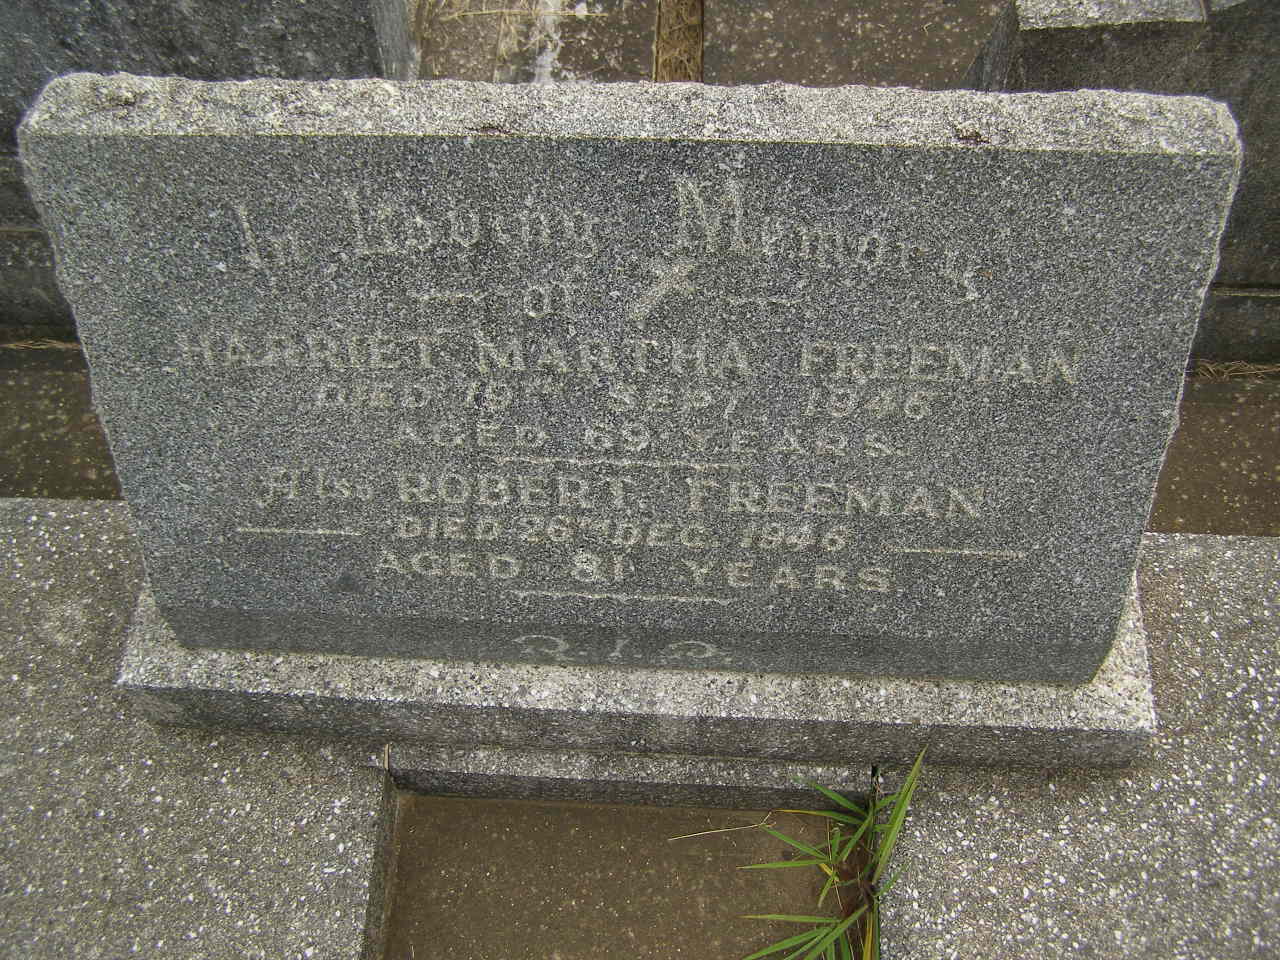 In Loving Memory
of
HARRIET MARTHA FREEMAN
DIED 19TH SEPT 1946
AGED 69 YEARS.
Also ROBERT. FREEMAN
DIED 26TH DEC. 1946
AGED 81 YEARS
R.I.P.